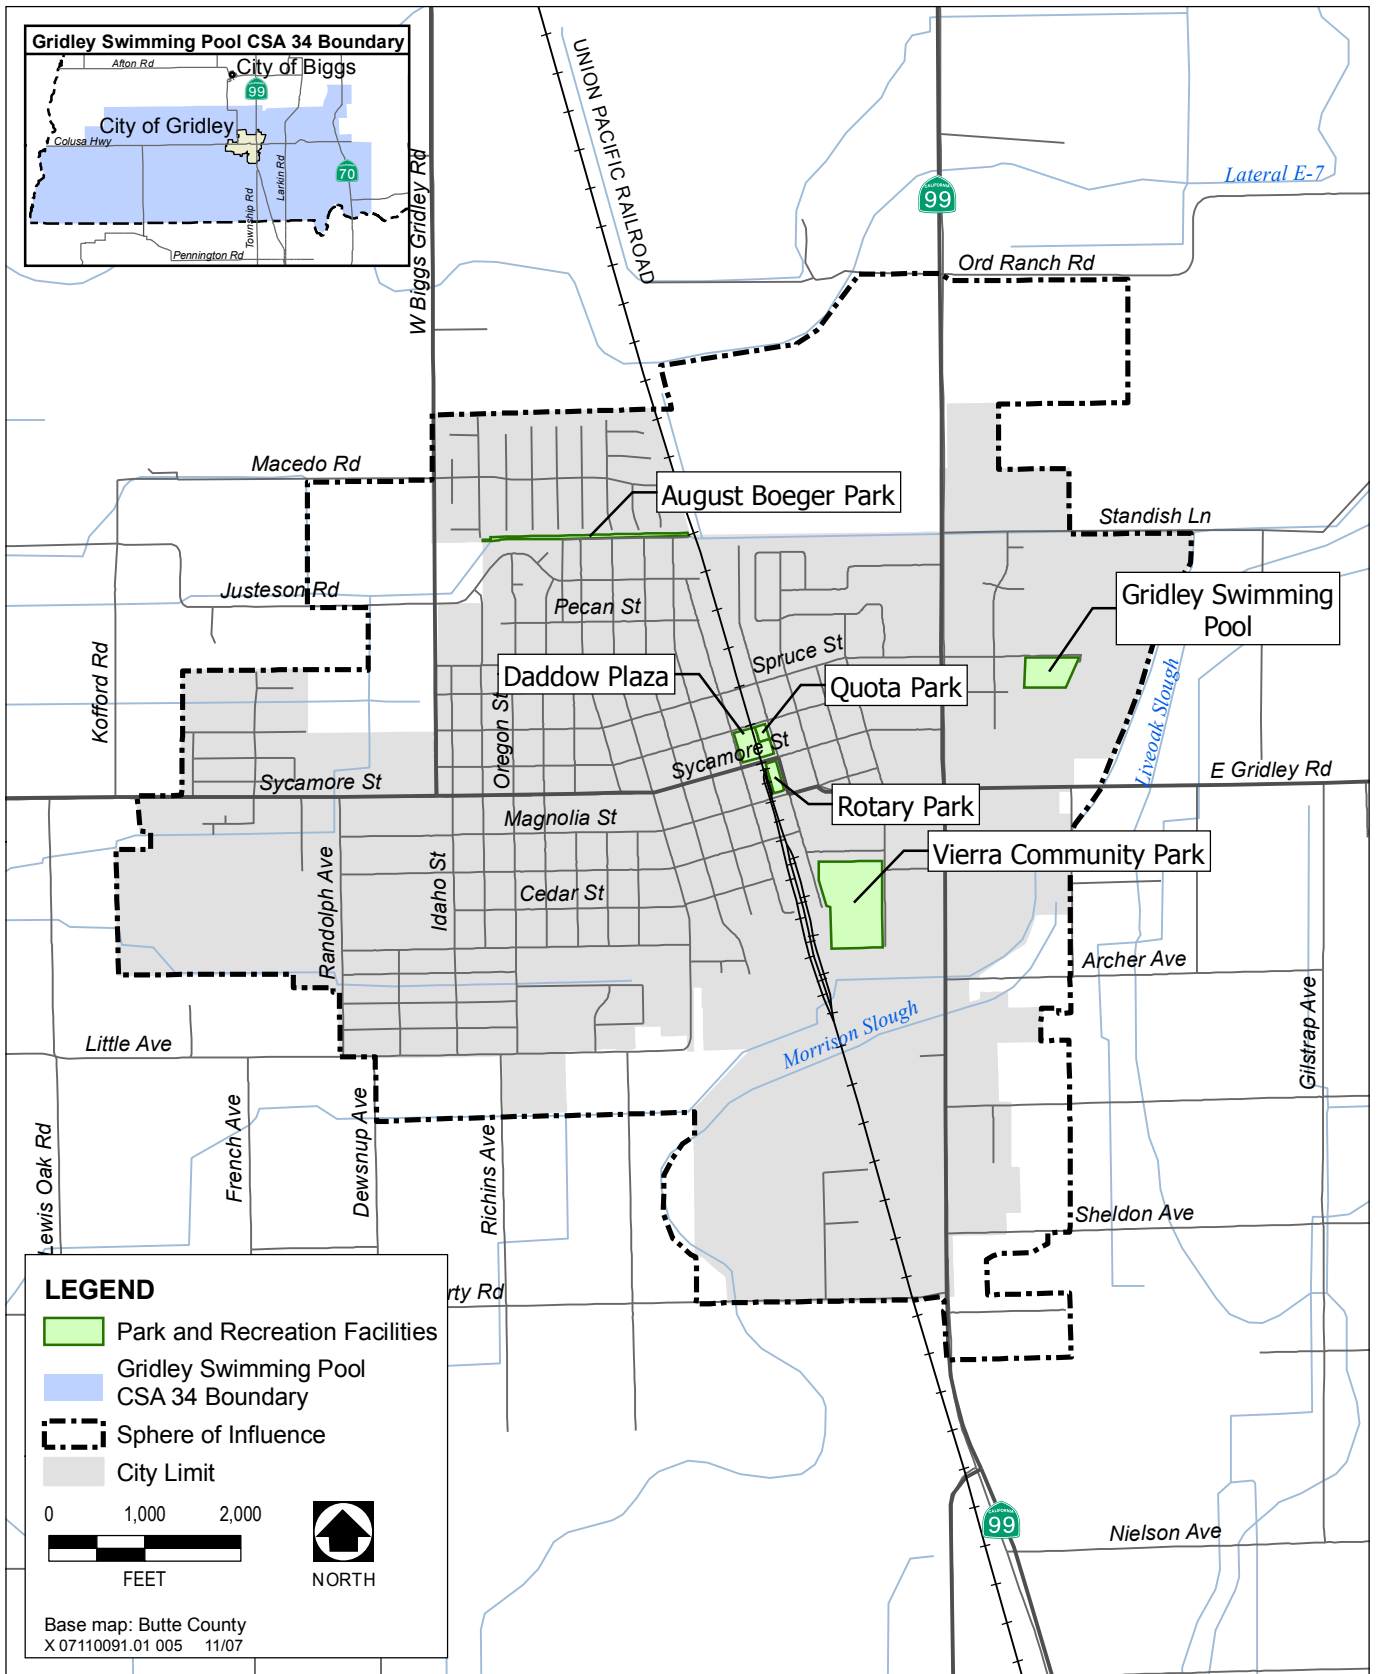 Gridley Swimming Pool CSA 34 Boundary
Afton Rd
City of Biggs
99
City of Gridley
Colusa Hwy
Larkin Rd
70
Township Rd
Pennington Rd
W Biggs Gridley Rd
UNION PACIFIC RAILROAD
CALIFORNIA
99
Lateral E-7
Ord Ranch Rd
Macedo Rd
August Boeger Park
Standish Ln
Justeson Rd
Pecan St
Gridley Swimming
Pool
Kofford Rd
Spruce St
Daddow Plaza
Quota Park
Oregon St
Liveoak Slough
Sycamore St
Sycamore St
E Gridley Rd
Rotary Park
Magnolia St
Vierra Community Park
Randolph Ave
Idaho St
Cedar St
Archer Ave
Gilstrap Ave
Morrison Slough
Little Ave
Lewis Oak Rd
French Ave
Dewsnup Ave
Richins Ave
Sheldon Ave
rty Rd
LEGEND
Park and Recreation Facilities
Gridley Swimming Pool
CSA 34 Boundary
Sphere of Influence
City Limit
0 1,000 2,000
FEET
NORTH
CALIFORNIA
99
Nielson Ave
Base map: Butte County
X 07110091.01 005 11/07